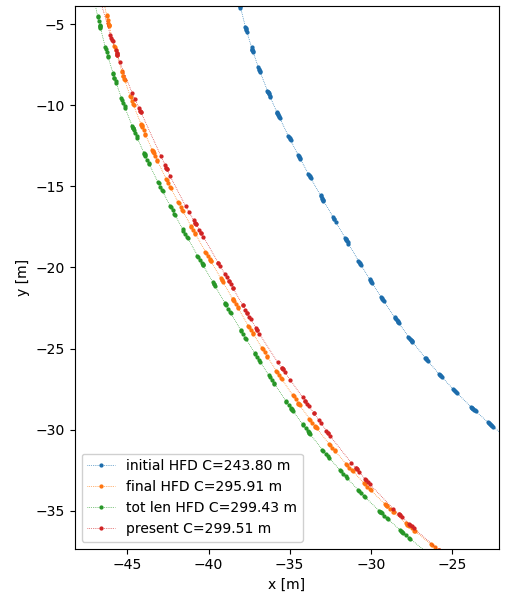 −5
−10
−15
−20
−25
−30
−35
y [m]
initial HFD C=243.80 m
final HFD C=295.91 m
tot len HFD C=299.43 m
present C=299.51 m
−45
−40
−35
−30
−25
x [m]